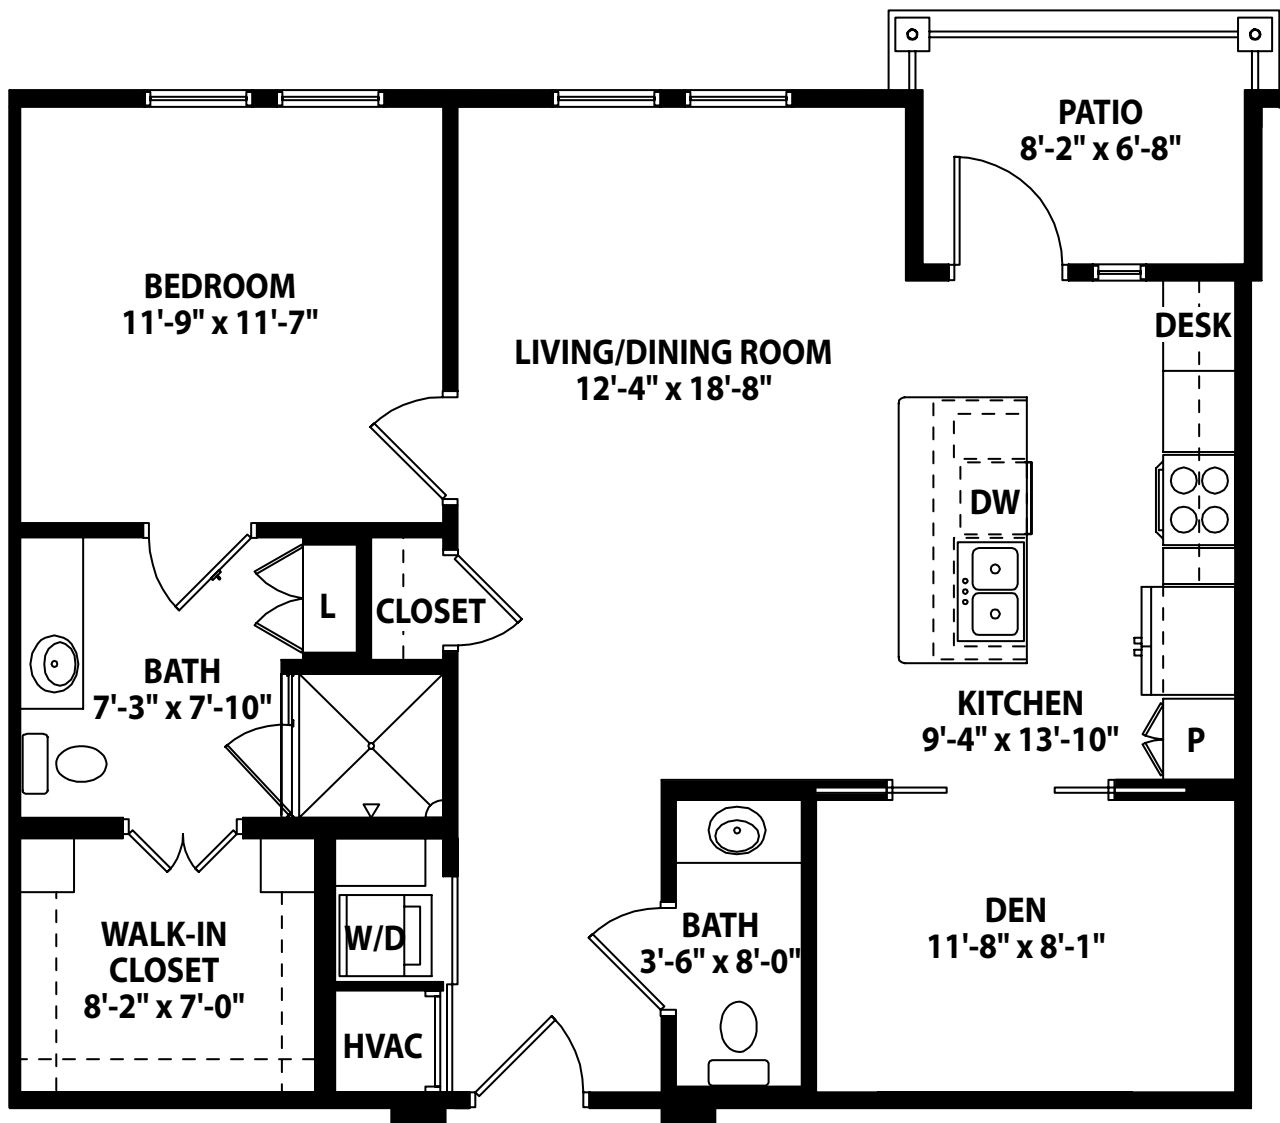 PATIO
8'-2" x 6'-8"
BEDROOM
11'-9" x 11'-7"
DESK
LIVING/DINING ROOM
12'-4" x 18'-8"
DW
L
CLOSET
BATH
7'-3" x 7'-10"
KITCHEN
9'-4" x 13'-10"
P
WALK-IN
CLOSET
8'-2" x 7'-0"
W/D
BATH
3'-6" x 8'-0"
DEN
11'-8" x 8'-1"
HVAC